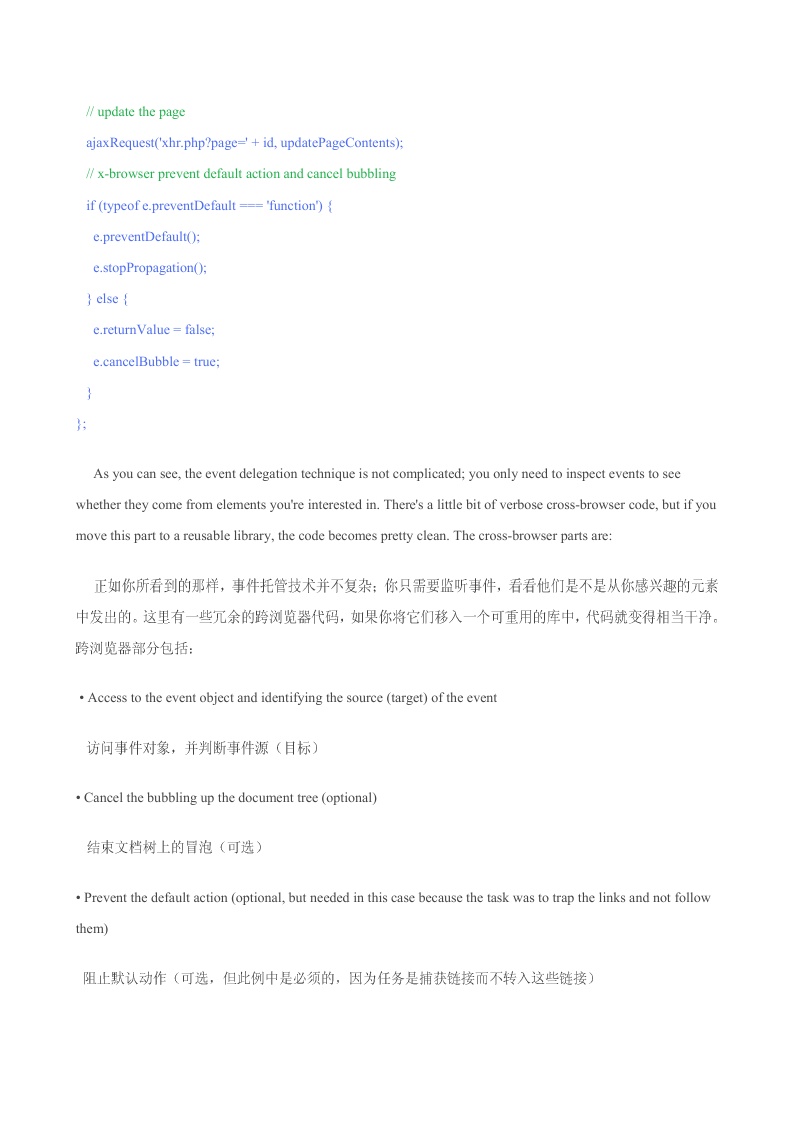 // update the page
ajaxRequest('xhr.php?page=' + id, updatePageContents);
// x-browser prevent default action and cancel bubbling
if (typeof e.preventDefault === 'function') {
e.preventDefault();
e.stopPropagation();
} else {
e.returnValue = false;
e.cancelBubble = true;
}
};
As you can see, the event delegation technique is not complicated; you only need to inspect events to see
whether they come from elements you're interested in. There's a little bit of verbose cross-browser code, but if you
move this part to a reusable library, the code becomes pretty clean. The cross-browser parts are:
正如你所看到的那样，事件托管技术并不复杂；你只需要监听事件，看看他们是不是从你感兴趣的元素
中发出的。这里有一些冗余的跨浏览器代码，如果你将它们移入一个可重用的库中，代码就变得相当干净。
跨浏览器部分包括：
• Access to the event object and identifying the source (target) of the event
访问事件对象，并判断事件源（目标）
• Cancel the bubbling up the document tree (optional)
结束文档树上的冒泡（可选）
• Prevent the default action (optional, but needed in this case because the task was to trap the links and not follow
them)
阻止默认动作（可选，但此例中是必须的，因为任务是捕获链接而不转入这些链接）